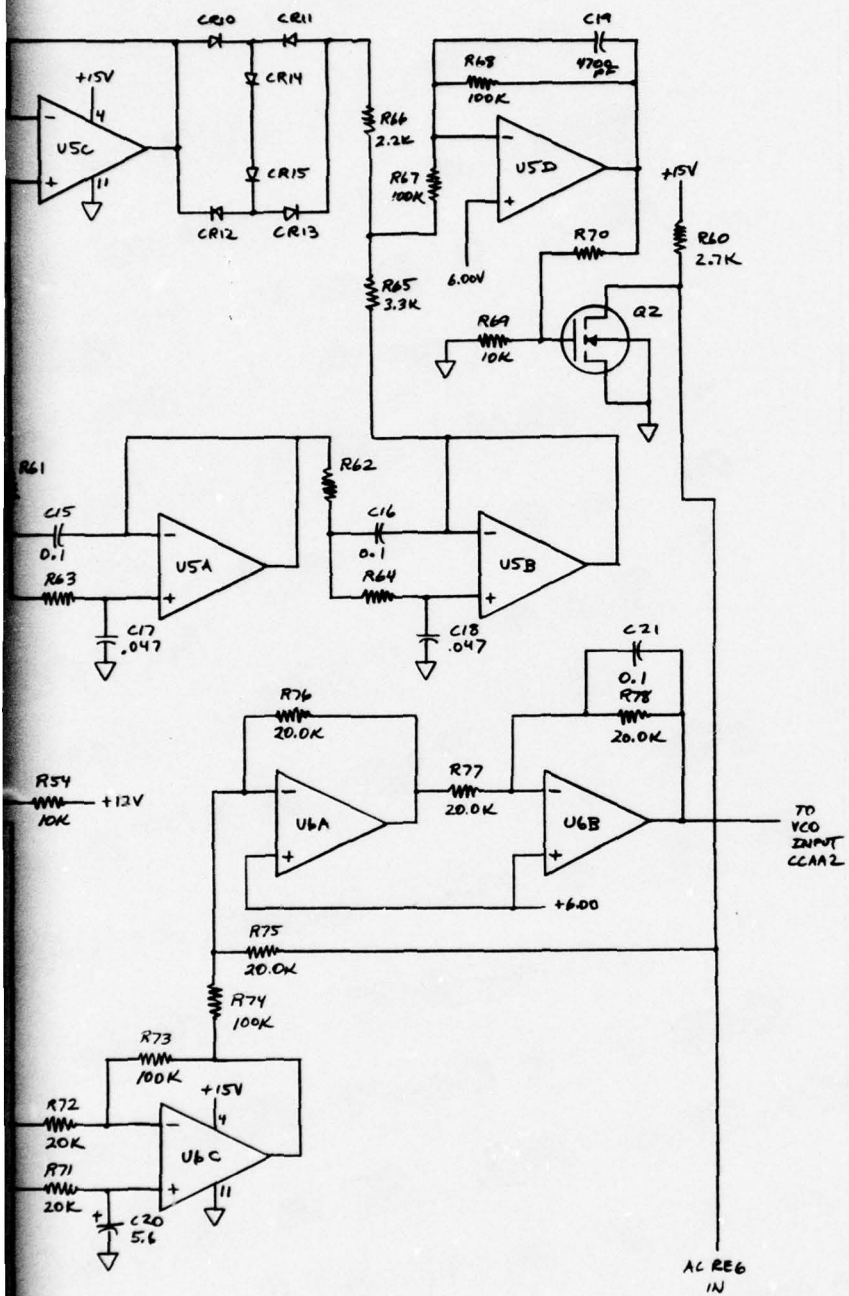 CR10
CR11
C19
4700
PF
+15V
4
CR14
R68
100K
R66
2.2K
-
U5C
+
11
-
U5D
+
R67
100K
+15V
CR15
CR12
CR13
R70
R60
2.7K
6.00V
R65
3.3K
Q2
R69
10K
R61
R62
C15
0.1
-
U5A
+
C16
0.1
-
U5B
+
R63
R64
C17
.047
C18
.047
C21
0.1
R76
20.0K
R78
20.0K
R77
20.0K
R54
10K
+12V
-
U6A
+
-
U6B
+
TO
VCO
INPUT
CCAA2
+6.00
R75
20.0K
R74
100K
R73
100K
+15V
4
R72
20K
-
U6C
+
11
R71
20K
+
C20
5.6
AC REG
IN